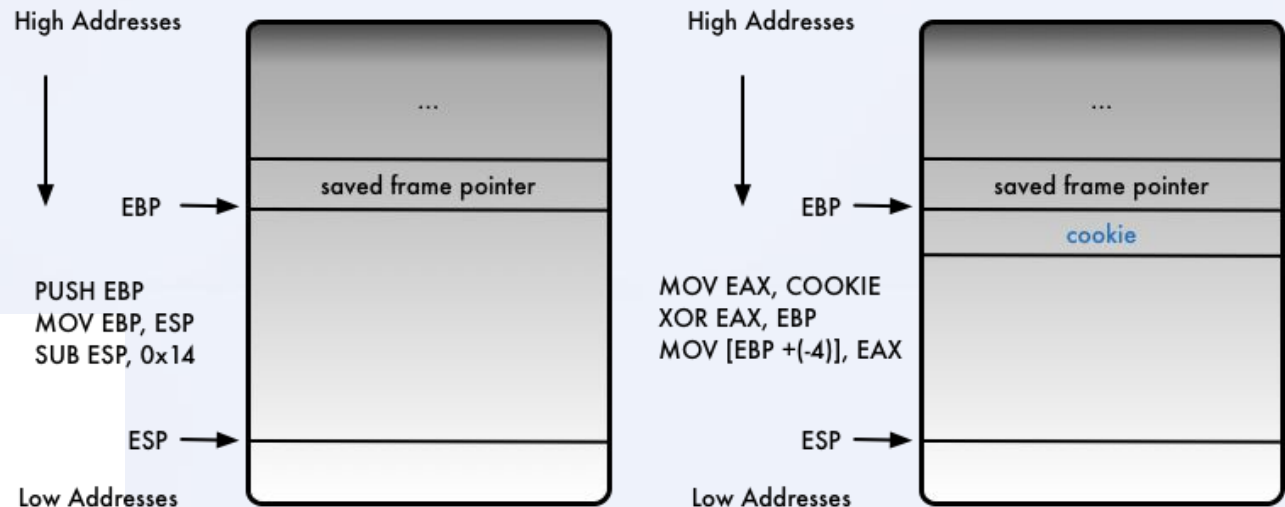 High Addresses
...
saved frame pointer
EBP
PUSH EBP
MOV EBP, ESP
SUB ESP, 0x14
ESP
Low Addresses
High Addresses
...
saved frame pointer
EBP
cookie
MOV EAX, COOKIE
XOR EAX, EBP
MOV [EBP +(-4)], EAX
ESP
Low Addresses